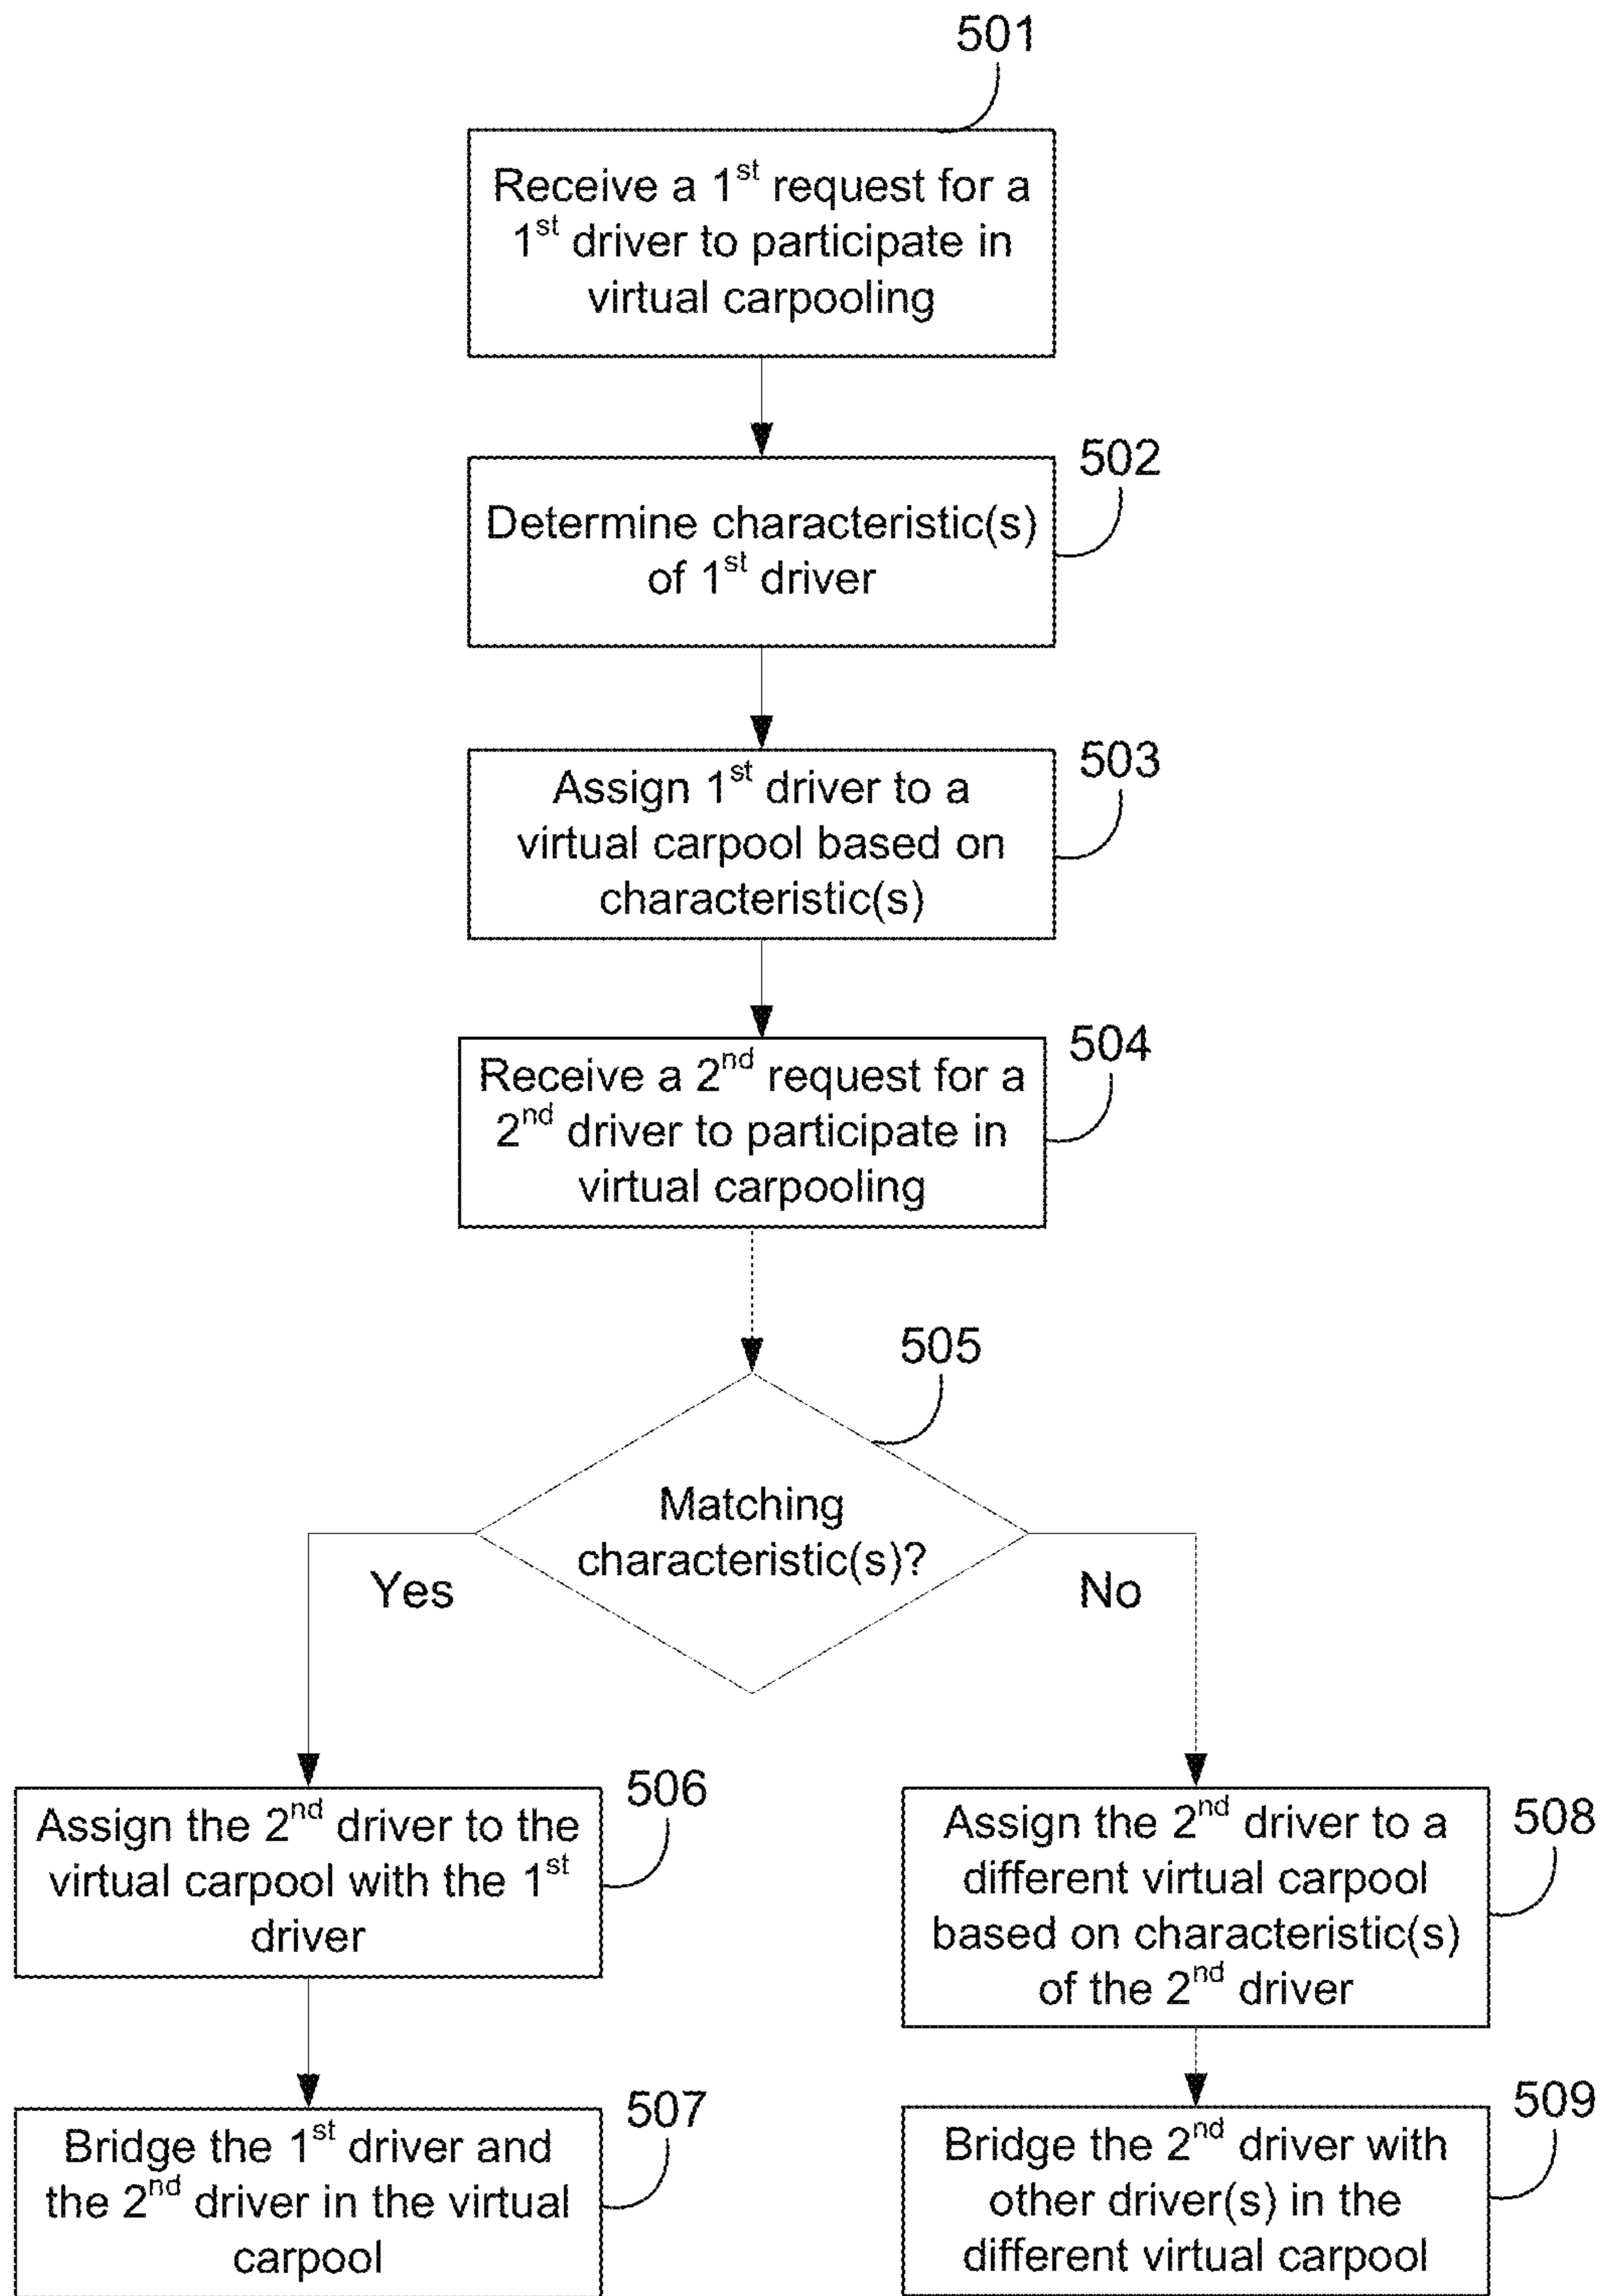 501
Receive a 1st request for a
1st driver to participate in
virtual carpooling
502
Determine characteristic(s)
of 1st driver
503
Assign 1st driver to a
virtual carpool based on
characteristic(s)
504
Receive a 2nd request for a
2nd driver to participate in
virtual carpooling
505
Matching
characteristic(s)?
Yes
No
506
Assign the 2nd driver to the
virtual carpool with the 1st
driver
508
Assign the 2nd driver to a
different virtual carpool
based on characteristic(s)
of the 2nd driver
507
Bridge the 1st driver and
the 2nd driver in the virtual
carpool
509
Bridge the 2nd driver with
other driver(s) in the
different virtual carpool